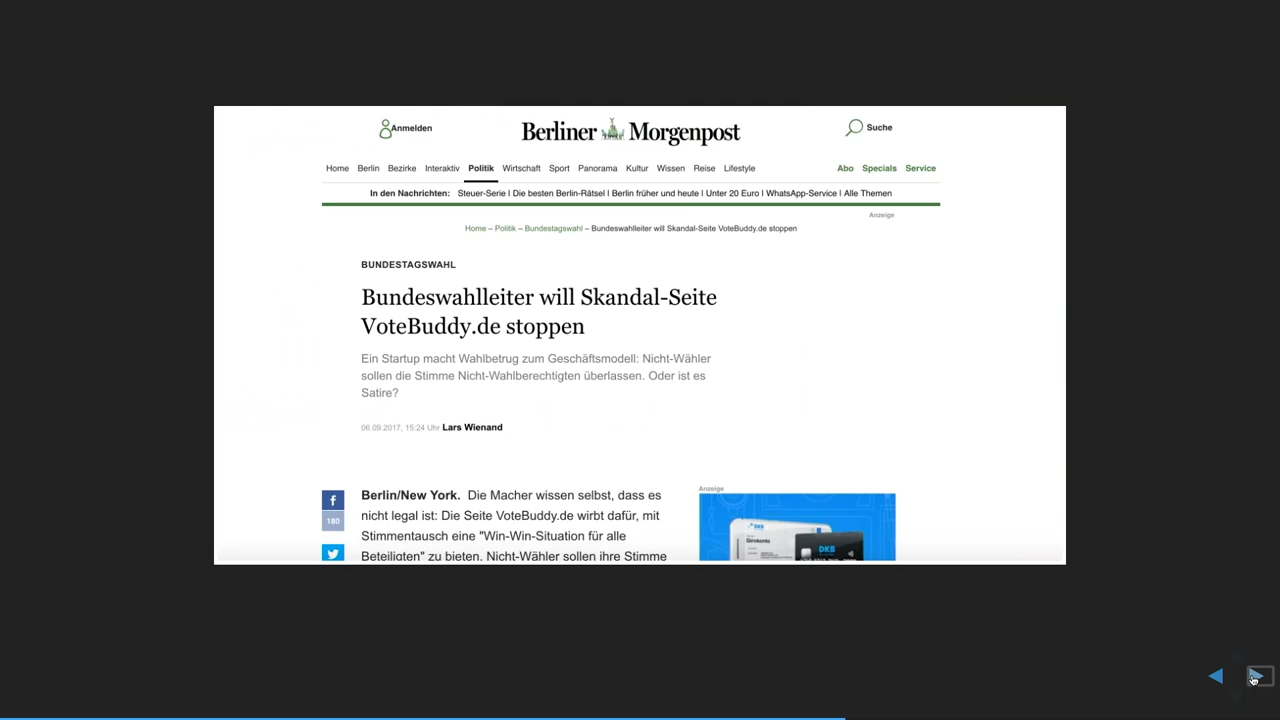 Anmelden
Berliner Morgenpost
Suche
Home Berlin Bezirke Interaktiv Politik Wirtschaft Sport Panorama Kultur Wissen Reise Lifestyle Abo Specials Service
In den Nachrichten: Steuer-Serie | Die besten Berlin-Rätsel | Berlin früher und heute | Unter 20 Euro | WhatsApp-Service | Alle Themen
Anzeige
Home – Politik – Bundestagswahl – Bundeswahlleiter will Skandal-Seite VoteBuddy.de stoppen
BUNDESTAGSWAHL
Bundeswahlleiter will Skandal-Seite
VoteBuddy.de stoppen
Ein Startup macht Wahlbetrug zum Geschäftsmodell: Nicht-Wähler
sollen die Stimme Nicht-Wahlberechtigten überlassen. Oder ist es
Satire?
06.09.2017, 15:24 Uhr Lars Wienand
180
Berlin/New York. Die Macher wissen selbst, dass es
nicht legal ist: Die Seite VoteBuddy.de wirbt dafür, mit
Stimmentausch eine "Win-Win-Situation für alle
Beteiligten" zu bieten. Nicht-Wähler sollen ihre Stimme
Anzeige
DKB
Girokonto
DKB